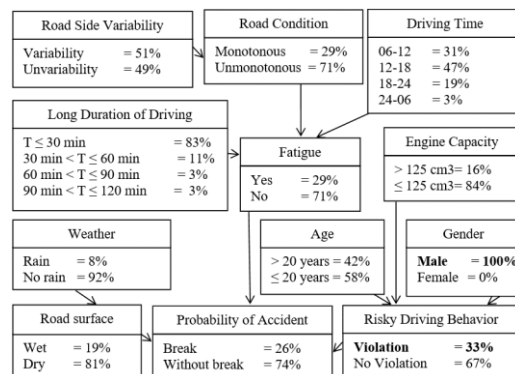 Road Side Variability
Variability = 51%
Unvariability = 49%
Road Condition
Monotonous = 29%
Unmonotonous = 71%
Driving Time
06-12 = 31%
12-18 = 47%
18-24 = 19%
24-06 = 3%
Long Duration of Driving
T ≤ 30 min = 83%
30 min < T ≤ 60 min = 11%
60 min < T ≤ 90 min = 3%
90 min < T ≤ 120 min = 3%
Fatigue
Yes = 29%
No = 71%
Engine Capacity
> 125 cm3= 16%
≤ 125 cm3= 84%
Weather
Rain = 8%
No rain = 92%
Age
> 20 years = 42%
≤ 20 years = 58%
Gender
Male = 100%
Female = 0%
Road surface
Wet = 19%
Dry = 81%
Probability of Accident
Break = 26%
Without break = 74%
Risky Driving Behavior
Violation = 33%
No Violation = 67%